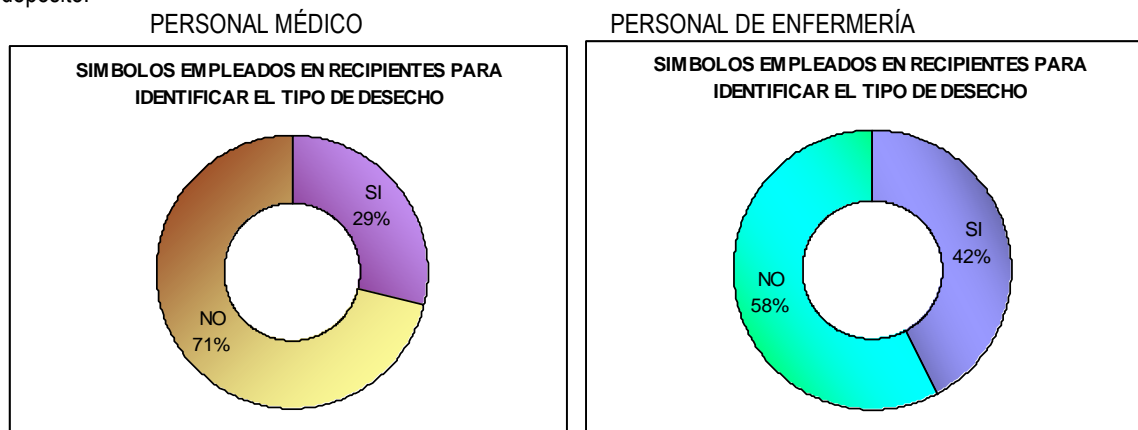 deposito.
PERSONAL MÉDICO
SIMBOLOS EMPLEADOS EN RECIPIENTES PARA
IDENTIFICAR EL TIPO DE DESECHO
SI
29%
NO
71%
PERSONAL DE ENFERMERÍA
SIMBOLOS EMPLEADOS EN RECIPIENTES PARA
IDENTIFICAR EL TIPO DE DESECHO
SI
42%
NO
58%